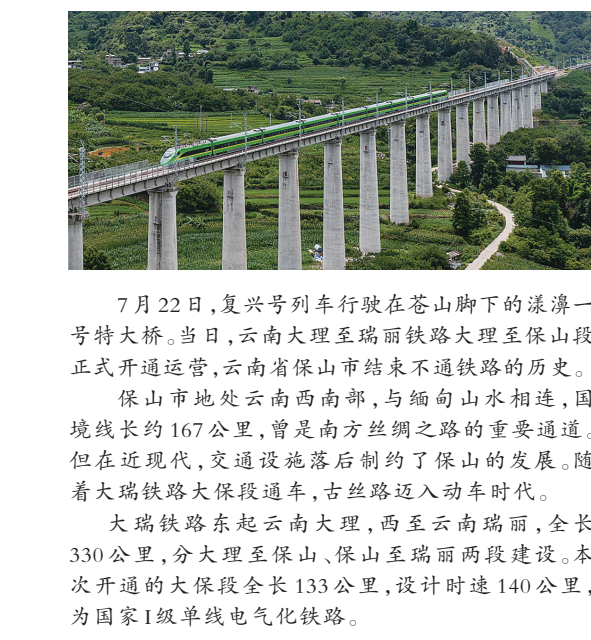 7月22日,复兴号列车行驶在苍山脚下的漾濞一
号特大桥。当日,云南大理至瑞丽铁路大理至保山段
正式开通运营,云南省保山市结束不通铁路的历史。
保山市地处云南西南部,与缅甸山水相连,国
境线长约167公里,曾是南方丝绸之路的重要通道。
但在近现代,交通设施落后制约了保山的发展。随
着大瑞铁路大保段通车,古丝路迈入动车时代。
大瑞铁路东起云南大理,西至云南瑞丽,全长
330公里,分大理至保山、保山至瑞丽两段建设。本
次开通的大保段全长133公里,设计时速140公里,
为国家I级单线电气化铁路。